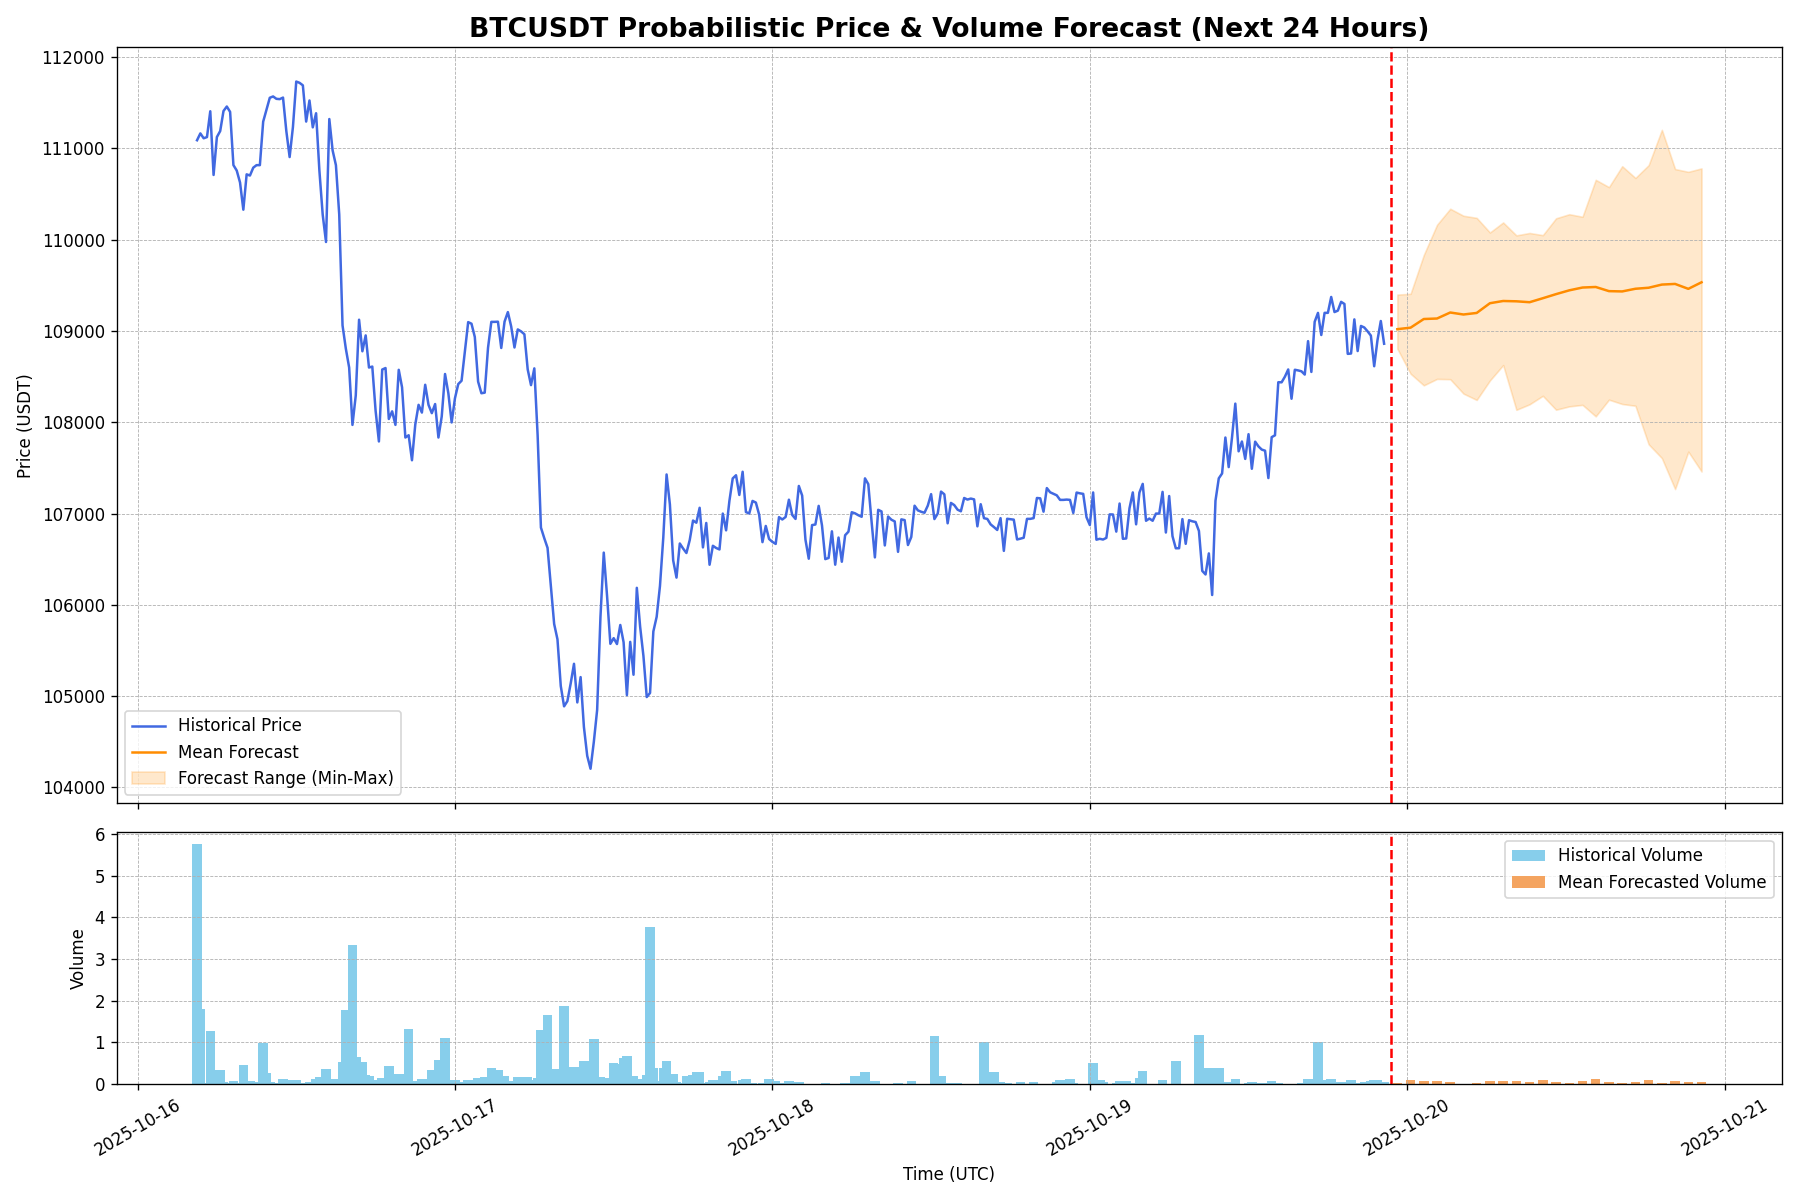 BTCUSDT Probabilistic Price & Volume Forecast (Next 24 Hours)
112000
111000
110000
109000
108000
107000
106000
105000
104000
Price (USDT)
Historical Price
Mean Forecast
Forecast Range (Min-Max)
6
5
4
3
2
1
0
Volume
Historical Volume
Mean Forecasted Volume
2025-10-16
2025-10-17
2025-10-18
2025-10-19
2025-10-20
2025-10-21
Time (UTC)